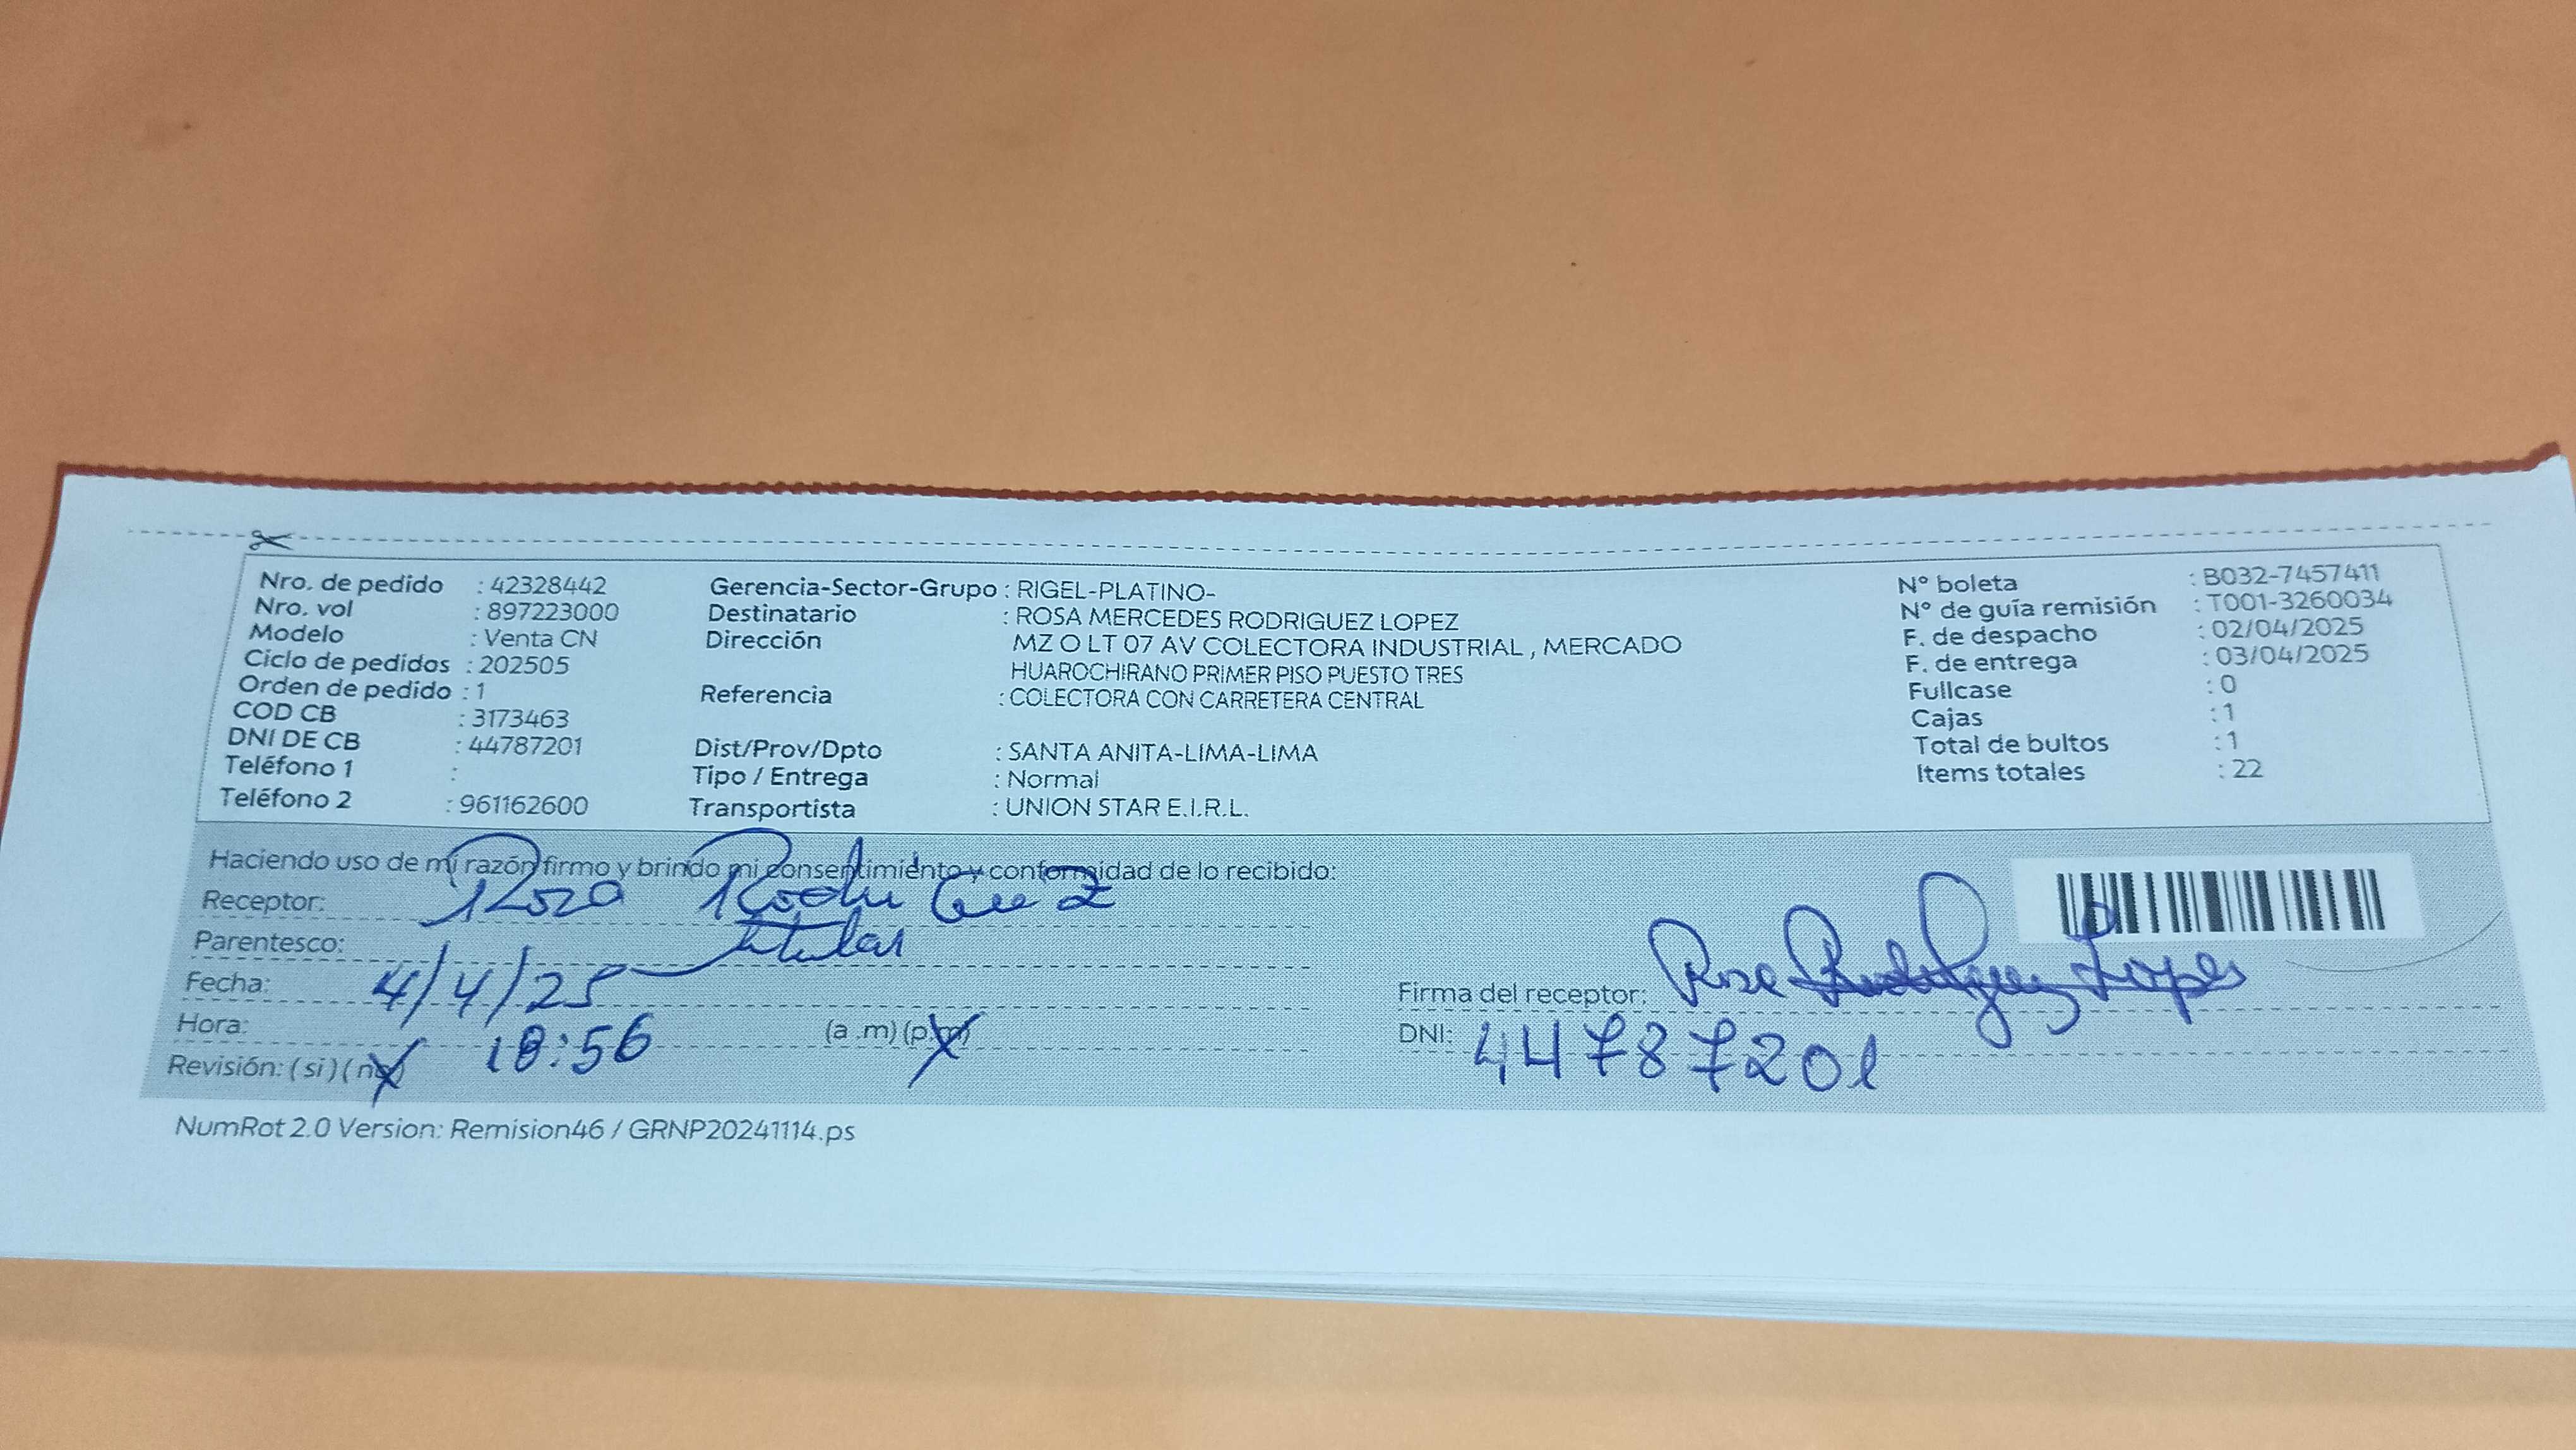 Nro. de pedido : 42328442
Nro. vol : 897223000
Modelo : Venta CN
Ciclo de pedidos : 202505
Orden de pedido : 1
COD CB : 3173463
DNI DE CB : 44787201
Teléfono 1 :
Teléfono 2 : 961162600
Gerencia-Sector-Grupo : RIGEL-PLATINO-
Destinatario : ROSA MERCEDES RODRIGUEZ LOPEZ
Dirección MZ O LT 07 AV COLECTORA INDUSTRIAL , MERCADO
HUAROCHIRANO PRIMER PISO PUESTO TRES
Referencia : COLECTORA CON CARRETERA CENTRAL
Dist/Prov/Dpto : SANTA ANITA-LIMA-LIMA
Tipo / Entrega : Normal
Transportista : UNION STAR E.I.R.L.
N° boleta : B032-7457411
N° de guía remisión : T001-3260034
F. de despacho : 02/04/2025
F. de entrega : 03/04/2025
Fullcase : 0
Cajas : 1
Total de bultos : 1
Items totales : 22
Haciendo uso de mi razón firmo y brindo mi consentimiento y conformidad de lo recibido:
Receptor: Rosa
Parentesco: titular
Fecha: 4/4/25
Hora: 18:56 (a .m) (p.m)
Revisión: ( si ) ( no )
Firma del receptor: Rosa Rodriguez Lopes
DNI: 44787201
NumRot 2.0 Version: Remision46 / GRNP20241114.ps